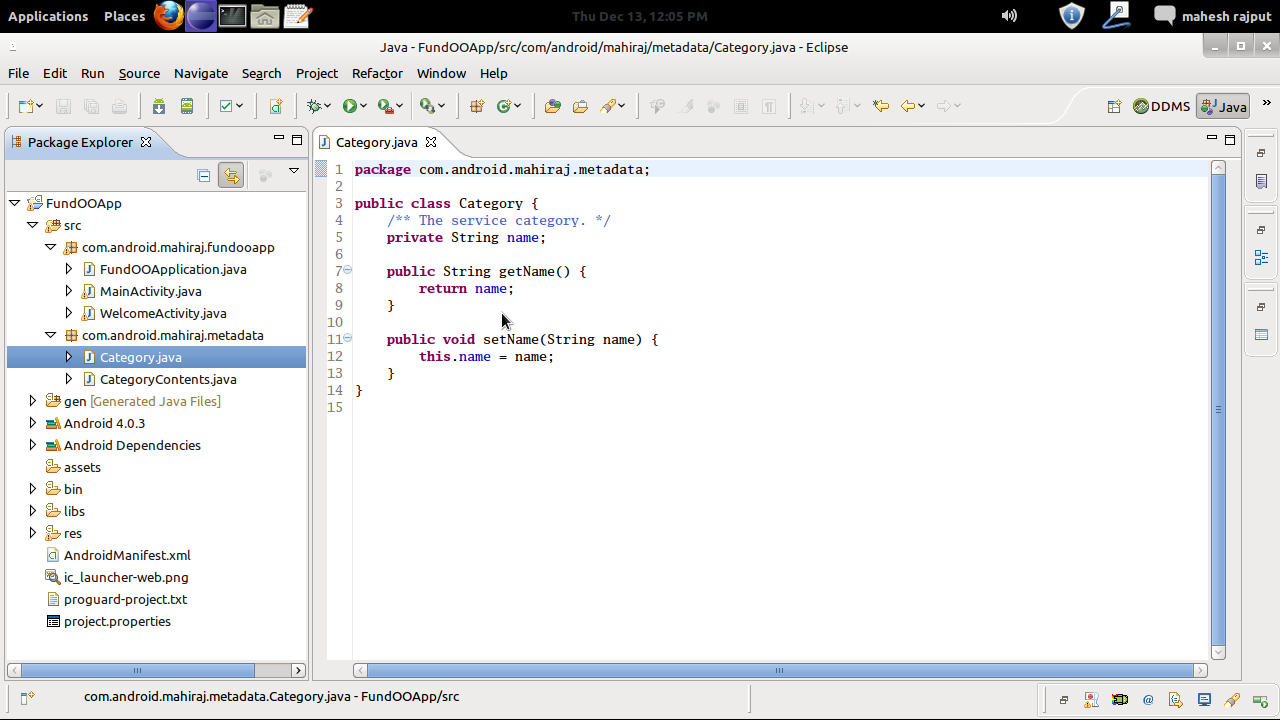 Applications Places Thu Dec 13, 12:05 PM mahesh rajput
Java - FundOOApp/src/com/android/mahiraj/metadata/Category.java - Eclipse
File Edit Run Source Navigate Search Project Refactor Window Help
DDMS Java
Package Explorer
FundOOApp
src
com.android.mahiraj.fundooapp
FundOOApplication.java
MainActivity.java
WelcomeActivity.java
com.android.mahiraj.metadata
Category.java
CategoryContents.java
gen [Generated Java Files]
Android 4.0.3
Android Dependencies
assets
bin
libs
res
AndroidManifest.xml
ic_launcher-web.png
proguard-project.txt
project.properties
Category.java
1 package com.android.mahiraj.metadata;
2
3 public class Category {
4     /** The service category. */
5     private String name;
6
7     public String getName() {
8         return name;
9     }
10
11     public void setName(String name) {
12         this.name = name;
13     }
14 }
15
com.android.mahiraj.metadata.Category.java - FundOOApp/src